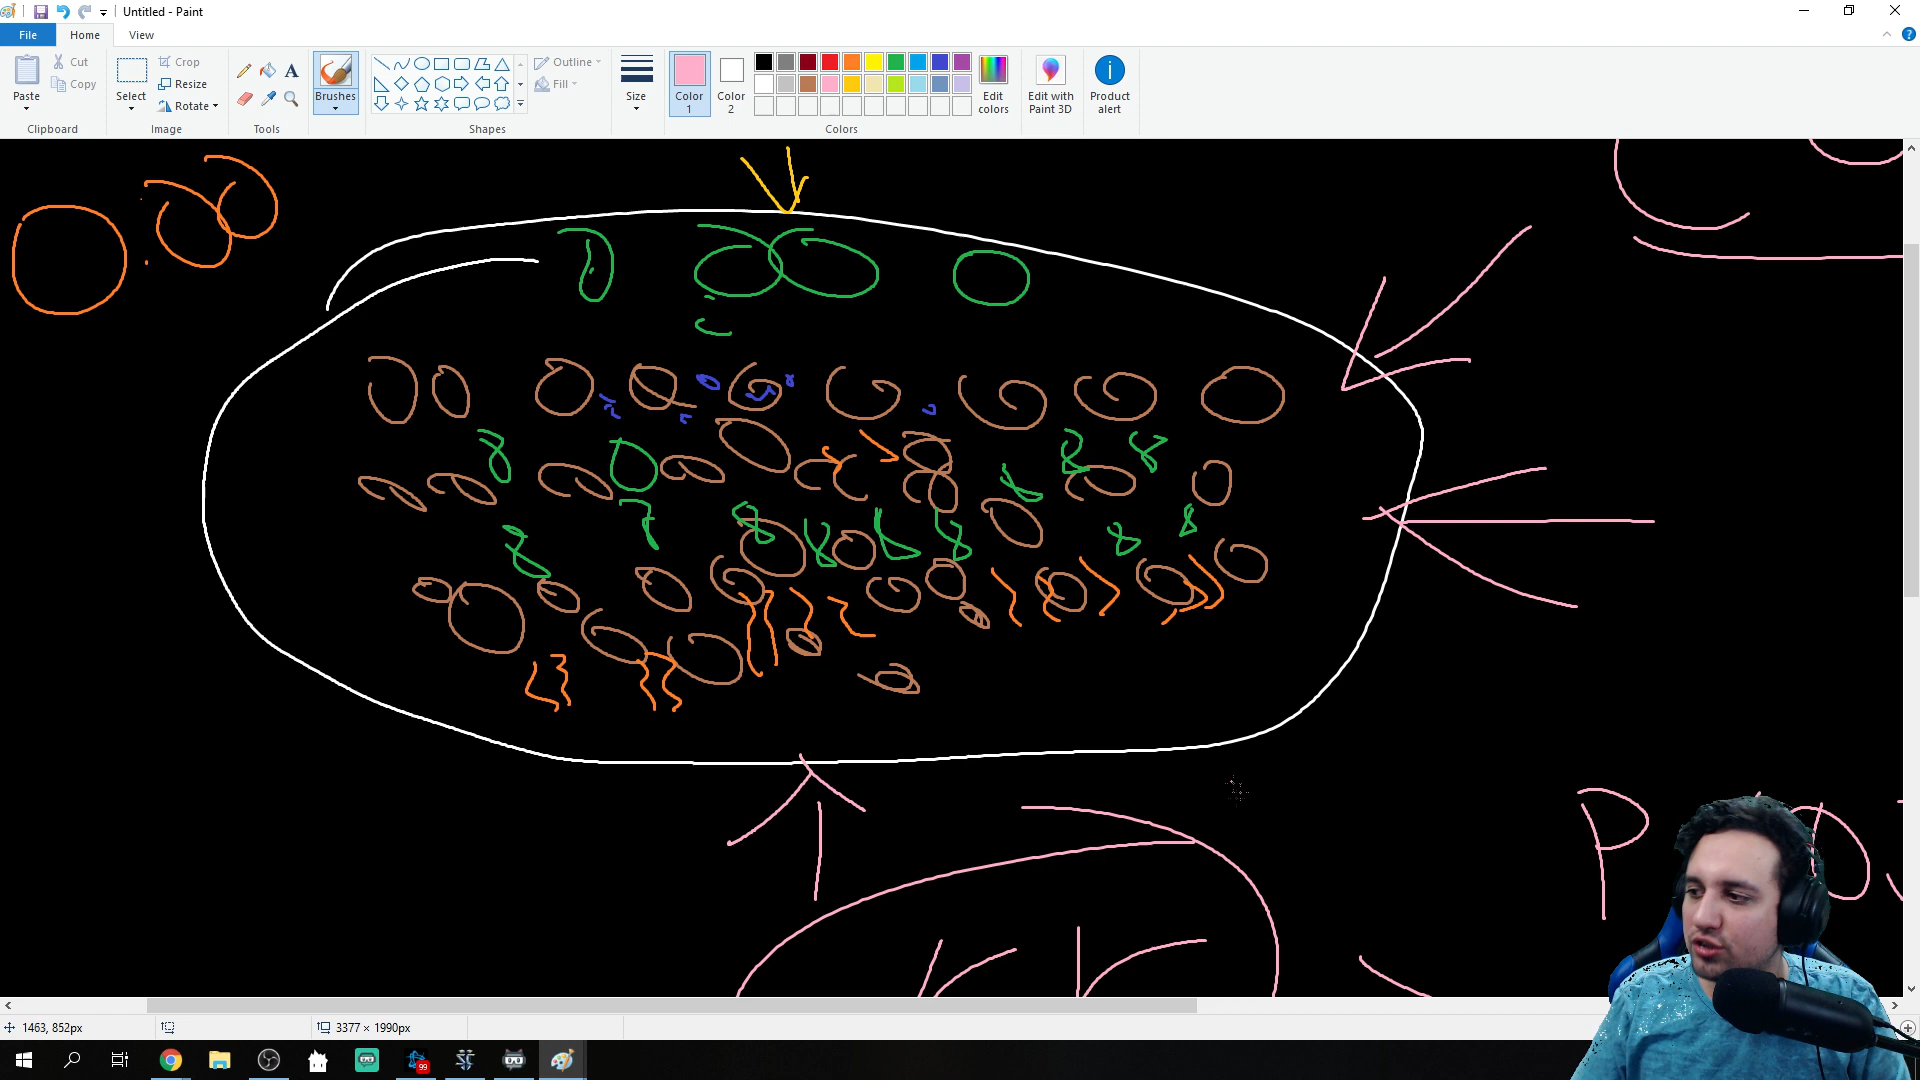 Untitled - Paint
File Home View
Paste
Cut
Copy
Clipboard
Select
Crop
Resize
Rotate
Image
Tools
Brushes
Shapes
Outline
Fill
Size
Color 1
Color 2
Colors
Edit colors
Edit with Paint 3D
Product alert
P
1463, 852px
3377 × 1990px
99